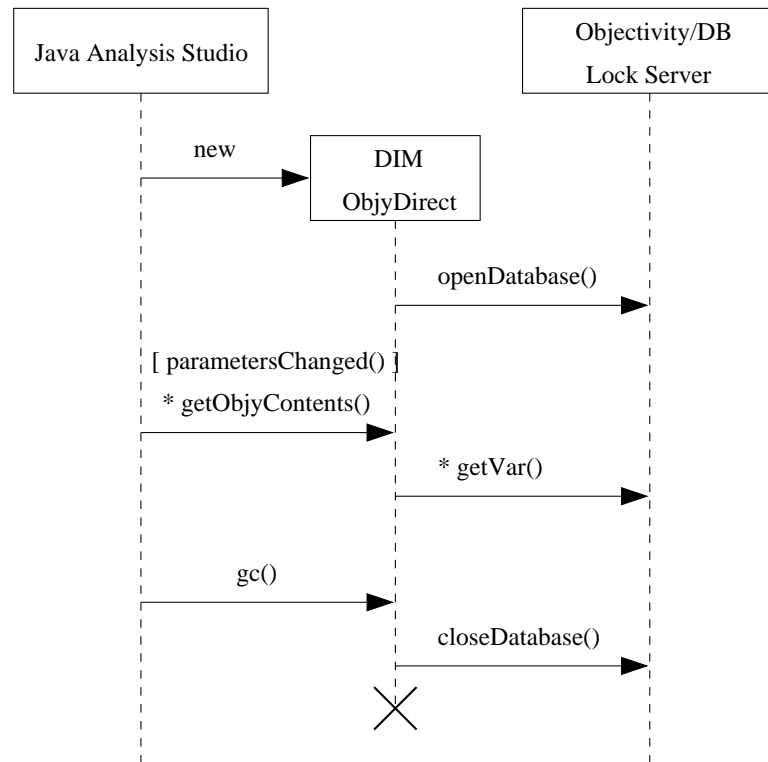 Java Analysis Studio
Objectivity/DB
Lock Server
new
DIM
ObjyDirect
openDatabase()
[ parametersChanged() ]
* getObjyContents()
* getVar()
gc()
closeDatabase()